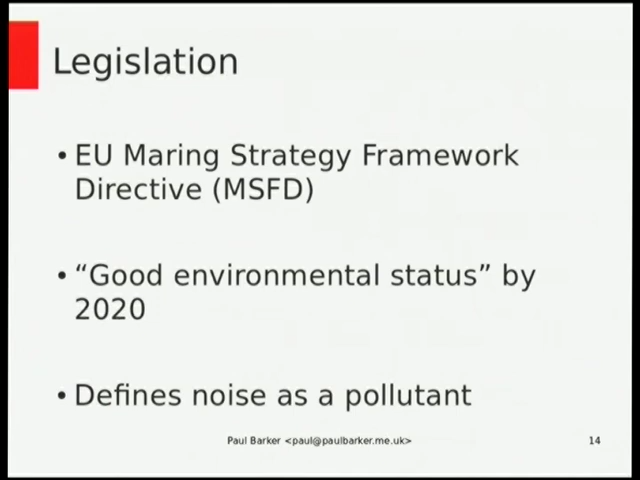 Legislation
• EU Maring Strategy Framework
Directive (MSFD)
• “Good environmental status” by
2020
• Defines noise as a pollutant
Paul Barker <paul@paulbarker.me.uk>
14